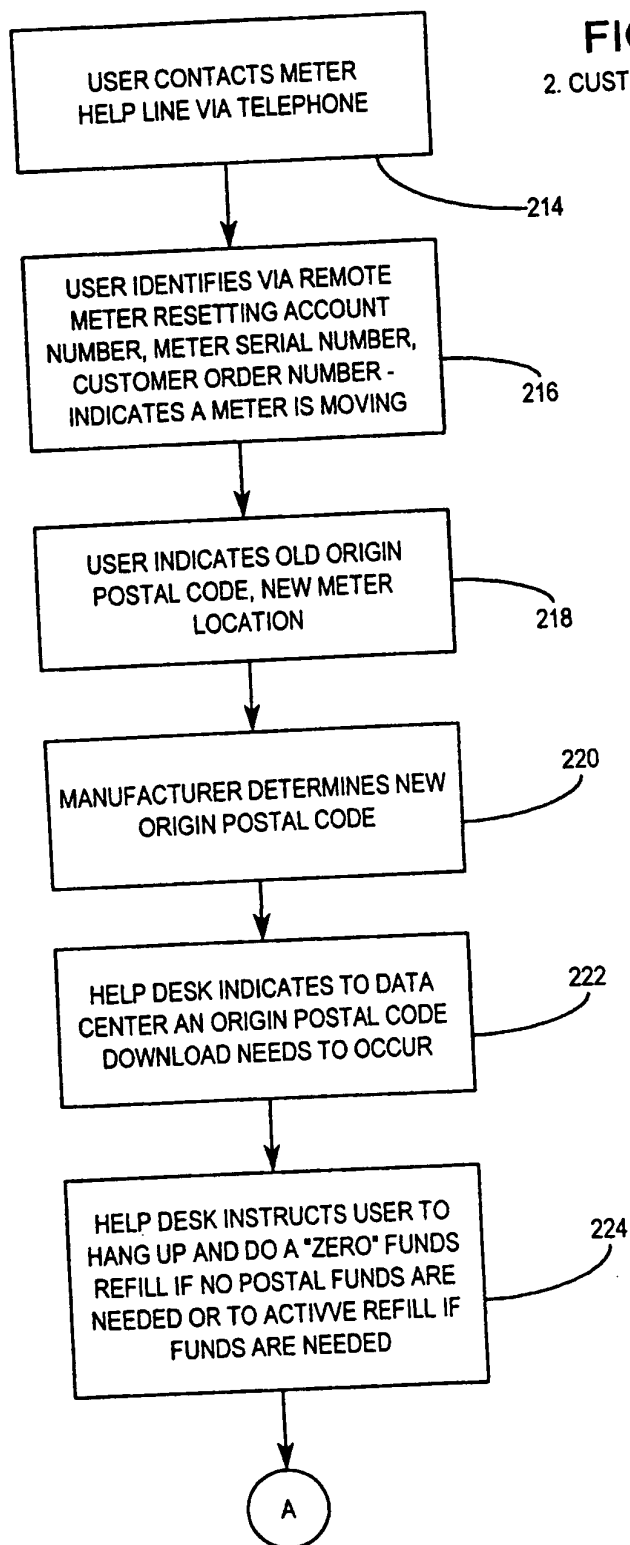 FIG
2. CUST
USER CONTACTS METER
HELP LINE VIA TELEPHONE
214
USER IDENTIFIES VIA REMOTE
METER RESETTING ACCOUNT
NUMBER, METER SERIAL NUMBER,
CUSTOMER ORDER NUMBER -
INDICATES A METER IS MOVING
216
USER INDICATES OLD ORIGIN
POSTAL CODE, NEW METER
LOCATION
218
MANUFACTURER DETERMINES NEW
ORIGIN POSTAL CODE
220
HELP DESK INDICATES TO DATA
CENTER AN ORIGIN POSTAL CODE
DOWNLOAD NEEDS TO OCCUR
222
HELP DESK INSTRUCTS USER TO
HANG UP AND DO A "ZERO" FUNDS
REFILL IF NO POSTAL FUNDS ARE
NEEDED OR TO ACTIVVE REFILL IF
FUNDS ARE NEEDED
224
A